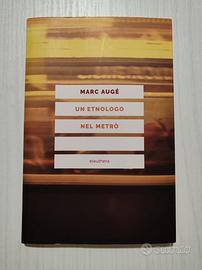 MARC AUGÉ
UN ETNOLOGO
NEL METRÒ
elèuthera